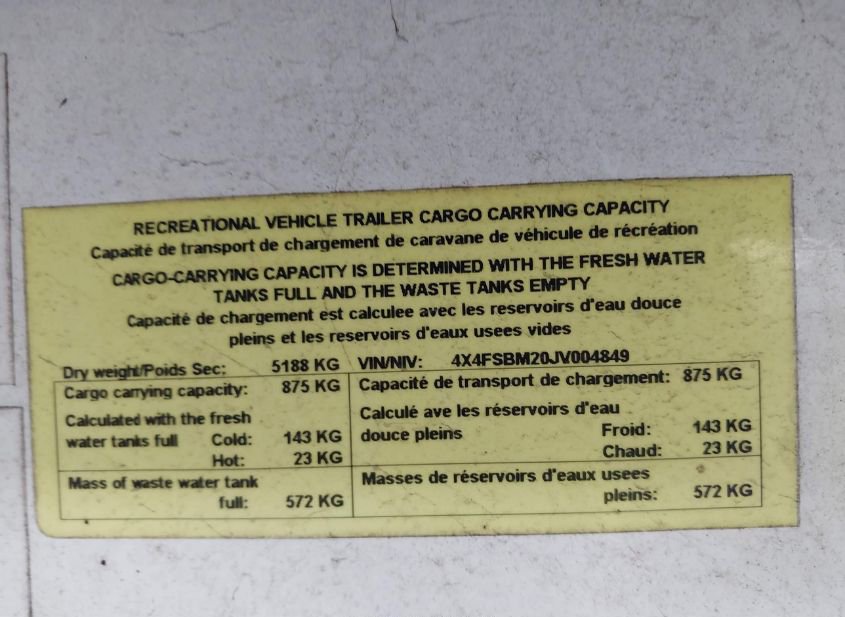 RECREATIONAL VEHICLE TRAILER CARGO CARRYING CAPACITY
Capacité de transport de chargement de caravane de véhicule de récréation
CARGO-CARRYING CAPACITY IS DETERMINED WITH THE FRESH WATER
TANKS FULL AND THE WASTE TANKS EMPTY
Capacité de chargement est calculee avec les reservoirs d'eau douce
pleins et les reservoirs d'eaux usees vides
Dry weight/Poids Sec: 5188 KG VIN/NIV: 4X4FSBM20JV004849
Cargo carrying capacity: 875 KG Capacité de transport de chargement: 875 KG
Calculated with the fresh Calculé ave les réservoirs d'eau
water tanks full Cold: 143 KG douce pleins Froid: 143 KG
Hot: 23 KG Chaud: 23 KG
Mass of waste water tank Masses de réservoirs d'eaux usees
full: 572 KG pleins: 572 KG